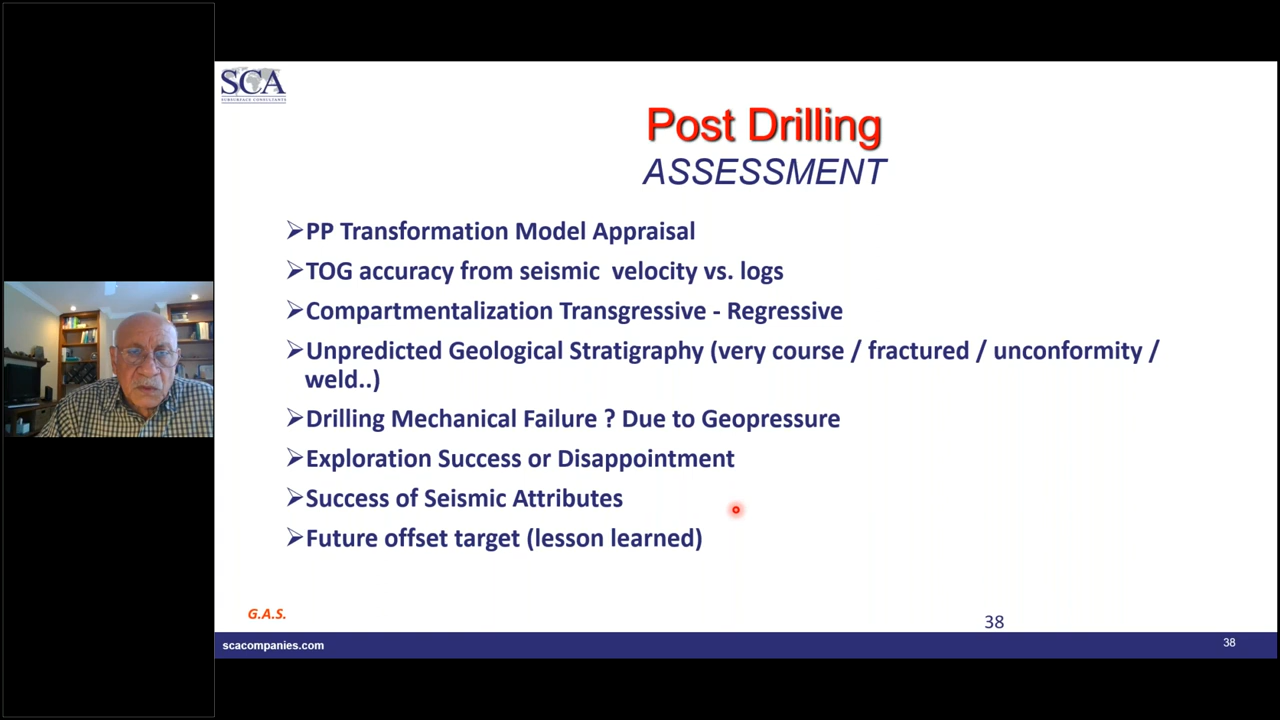 SCA
SUBSURFACE CONSULTANTS
Post Drilling
ASSESSMENT
PP Transformation Model Appraisal
TOG accuracy from seismic velocity vs. logs
Compartmentalization Transgressive - Regressive
Unpredicted Geological Stratigraphy (very course / fractured / unconformity /
weld..)
Drilling Mechanical Failure ? Due to Geopressure
Exploration Success or Disappointment
Success of Seismic Attributes
Future offset target (lesson learned)
G.A.S.
38
scacompanies.com
38